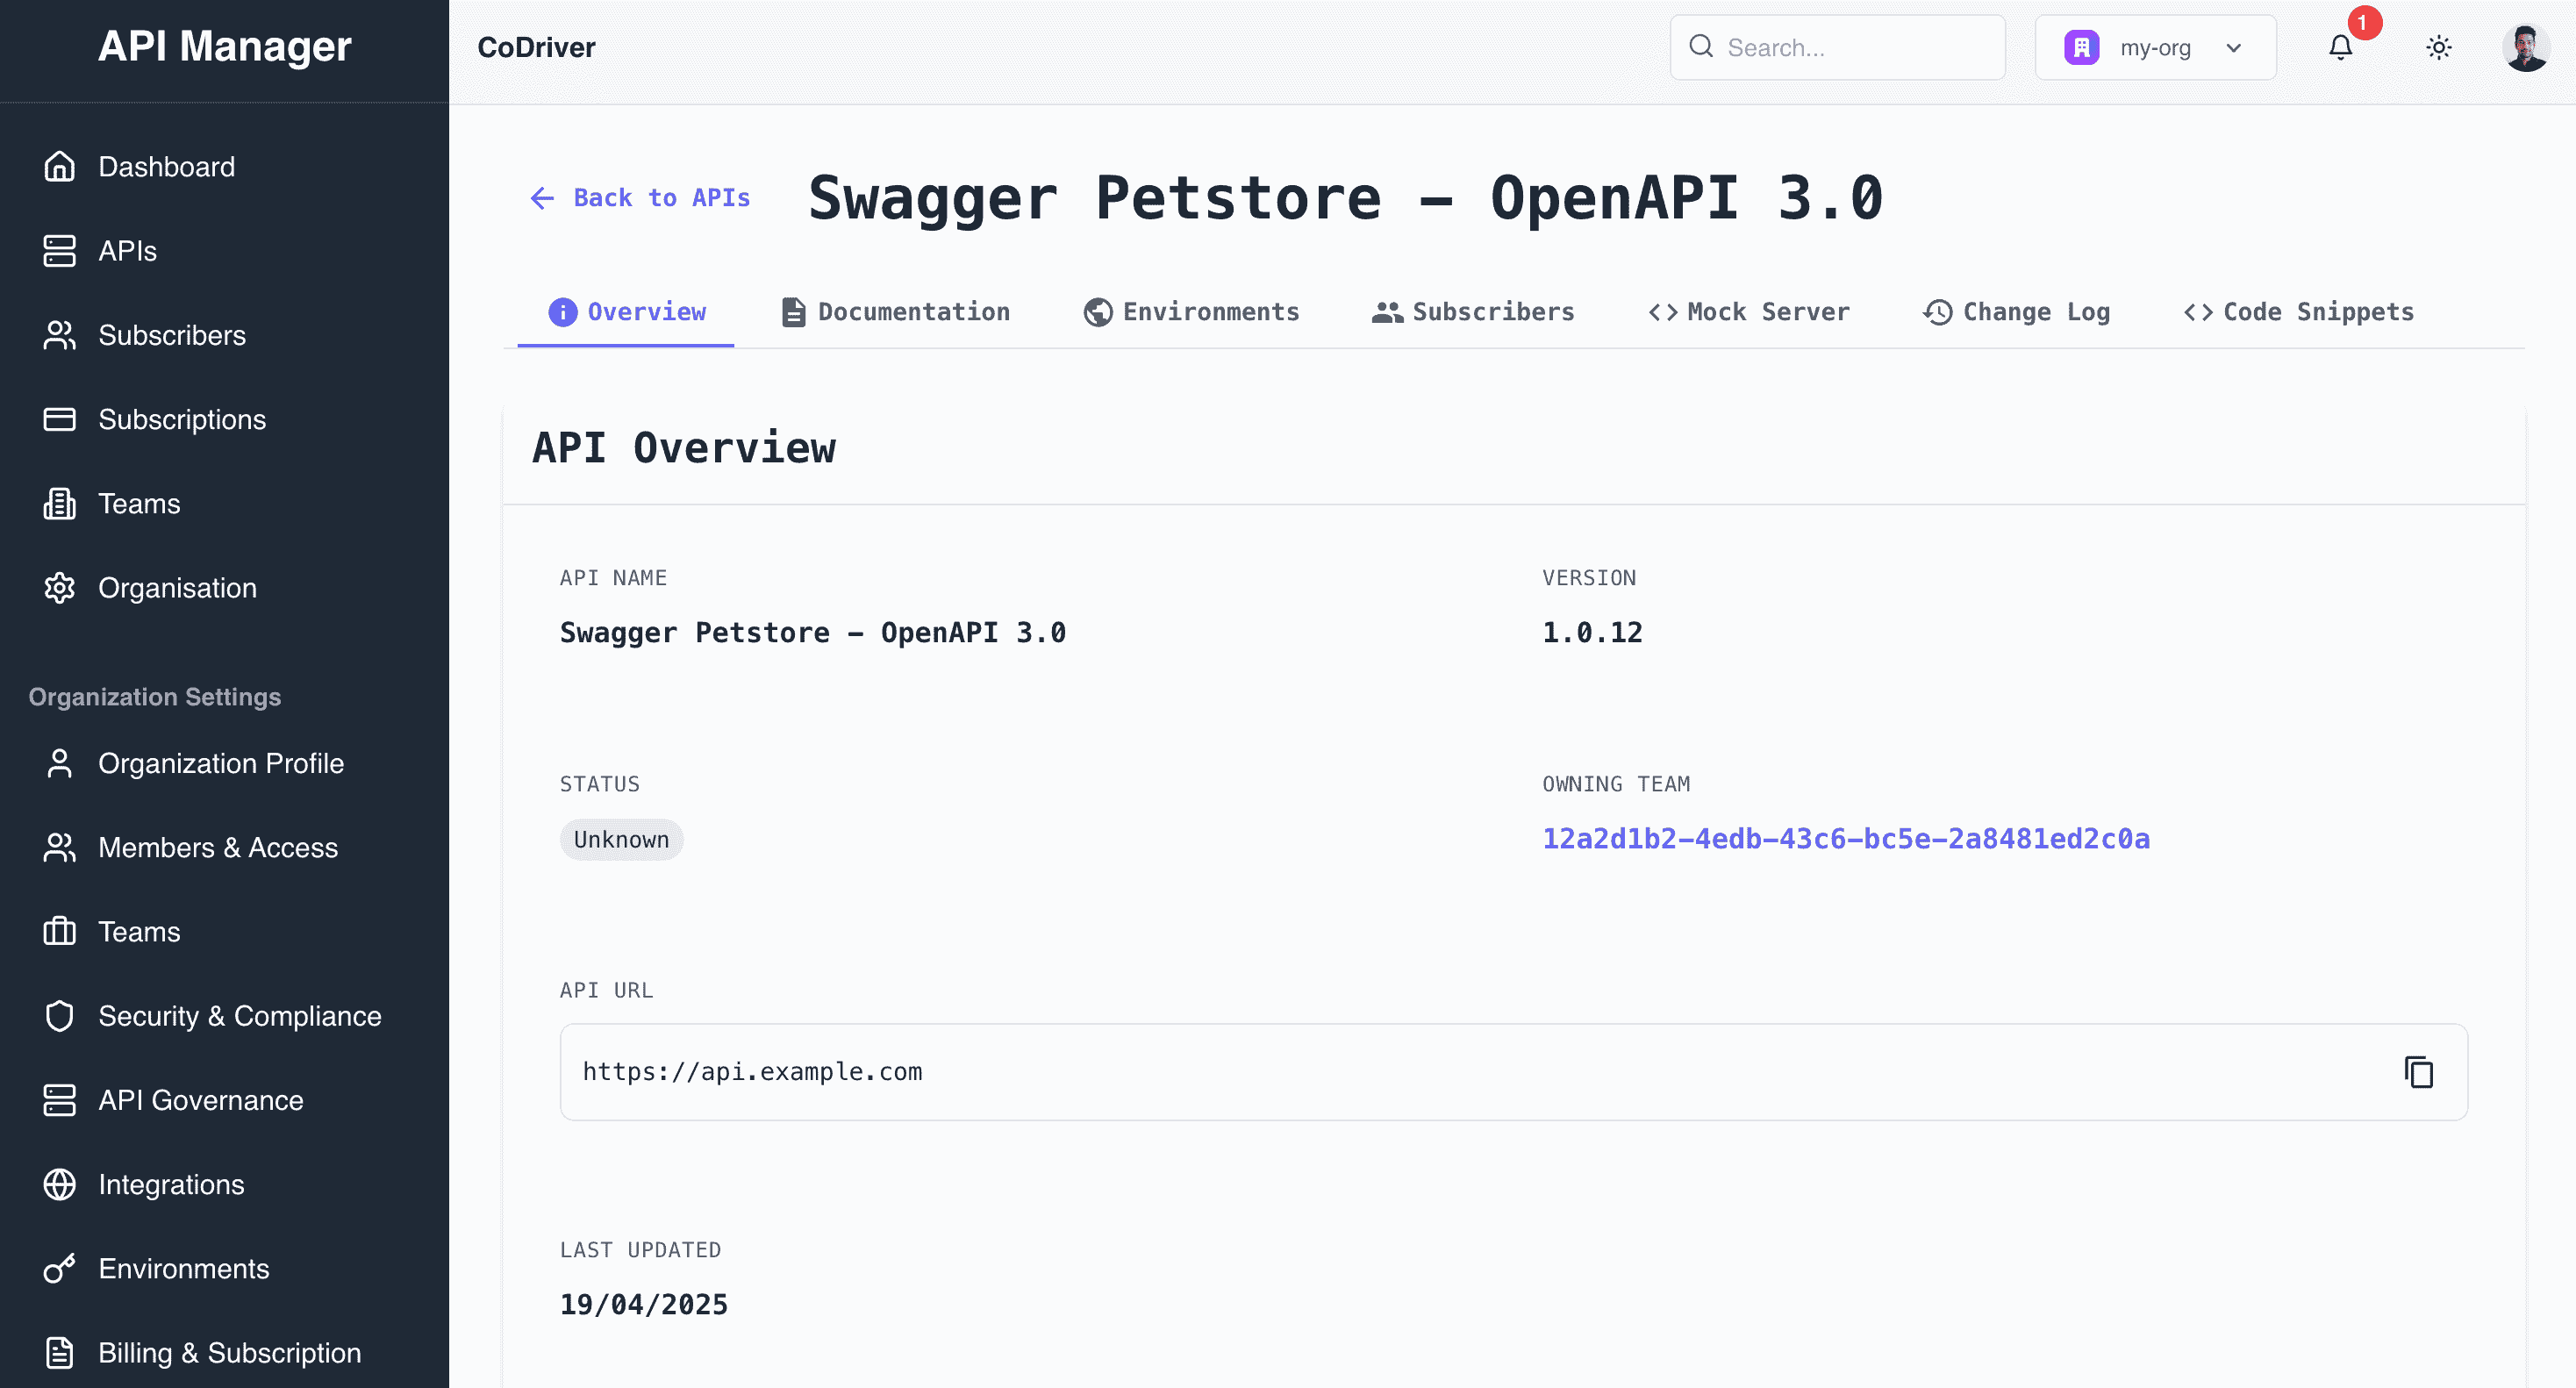 API Manager
CoDriver
Search...
my-org
1
Dashboard
APIs
Subscribers
Subscriptions
Teams
Organisation
Organization Settings
Organization Profile
Members & Access
Teams
Security & Compliance
API Governance
Integrations
Environments
Billing & Subscription
Back to APIs
Swagger Petstore – OpenAPI 3.0
Overview
Documentation
Environments
Subscribers
Mock Server
Change Log
Code Snippets
API Overview
API NAME
Swagger Petstore – OpenAPI 3.0
VERSION
1.0.12
STATUS
Unknown
OWNING TEAM
12a2d1b2-4edb-43c6-bc5e-2a8481ed2c0a
API URL
https://api.example.com
LAST UPDATED
19/04/2025